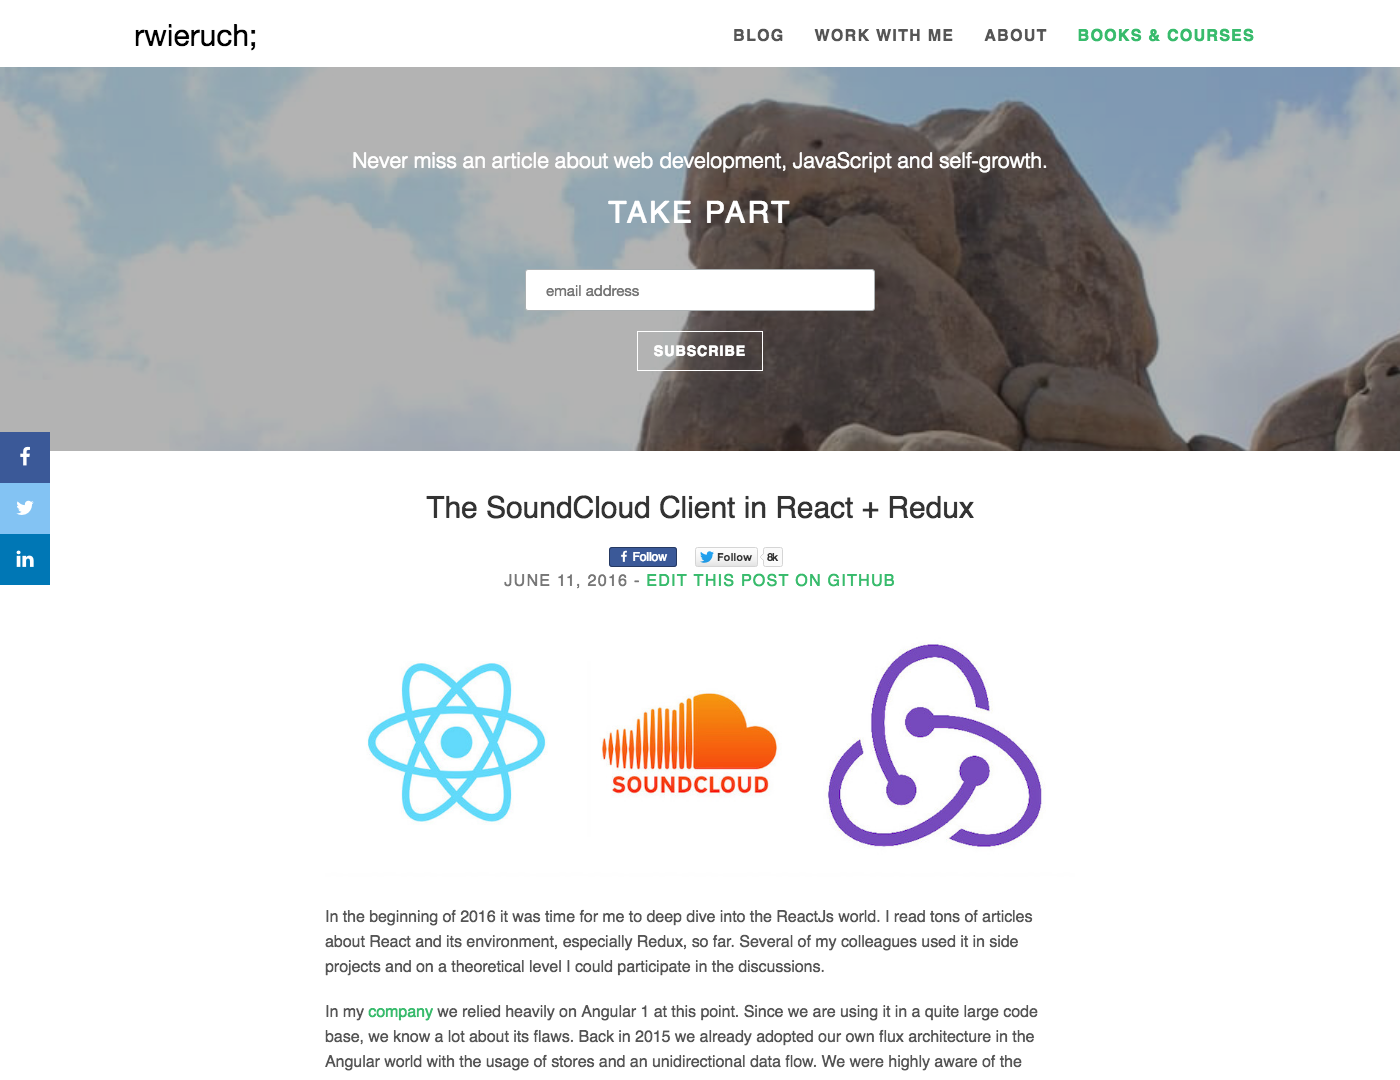 rwieruch;
BLOG WORK WITH ME ABOUT BOOKS & COURSES
Never miss an article about web development, JavaScript and self-growth.
TAKE PART
email address
SUBSCRIBE
f
in
The SoundCloud Client in React + Redux
f Follow Follow 8k
JUNE 11, 2016 - EDIT THIS POST ON GITHUB
SOUNDCLOUD
In the beginning of 2016 it was time for me to deep dive into the ReactJs world. I read tons of articles
about React and its environment, especially Redux, so far. Several of my colleagues used it in side
projects and on a theoretical level I could participate in the discussions.
In my company we relied heavily on Angular 1 at this point. Since we are using it in a quite large code
base, we know a lot about its flaws. Back in 2015 we already adopted our own flux architecture in the
Angular world with the usage of stores and an unidirectional data flow. We were highly aware of the